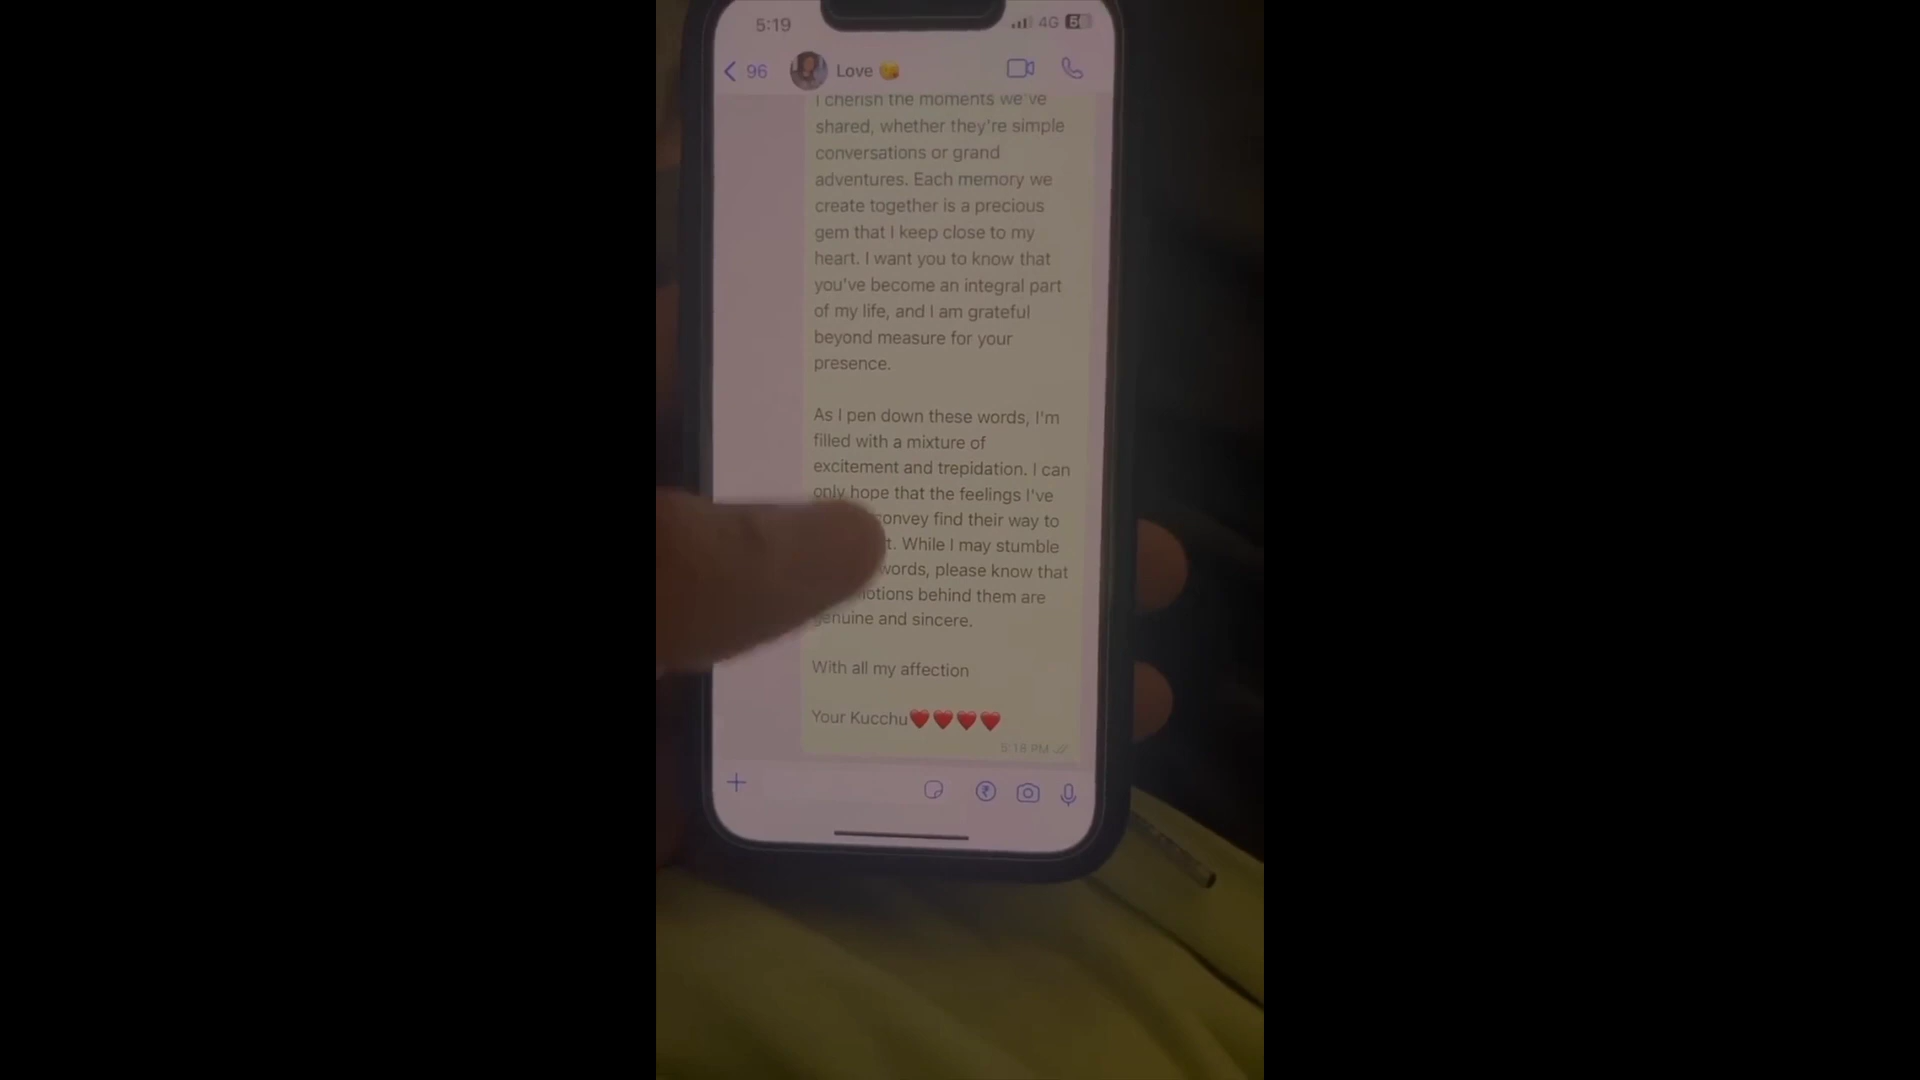 5:19
4G
96
Love 😘
I cherish the moments we've
shared, whether they're simple
conversations or grand
adventures. Each memory we
create together is a precious
gem that I keep close to my
heart. I want you to know that
you've become an integral part
of my life, and I am grateful
beyond measure for your
presence.
As I pen down these words, I'm
filled with a mixture of
excitement and trepidation. I can
only hope that the feelings I've
convey find their way to
While I may stumble
words, please know that
behind them are
genuine and sincere.
With all my affection
Your Kucchu❤️❤️❤️❤️
5:18 PM